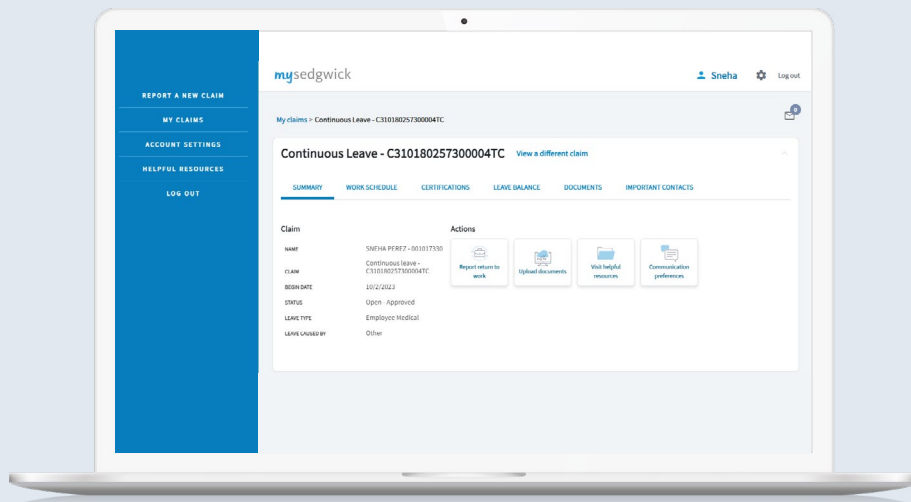 mysedgwick
Sneha
Log out
REPORT A NEW CLAIM
MY CLAIMS
ACCOUNT SETTINGS
HELPFUL RESOURCES
LOG OUT
0
My claims > Continuous Leave - C310180257300004TC
Continuous Leave - C310180257300004TC View a different claim
SUMMARY WORK SCHEDULE CERTIFICATIONS LEAVE BALANCE DOCUMENTS IMPORTANT CONTACTS
Claim
NAME SNEHA PEREZ - 001017330
CLAIM Continuous leave -
C310180257300004TC
BEGIN DATE 10/2/2023
STATUS Open - Approved
LEAVE TYPE Employee Medical
LEAVE CAUSED BY Other
Actions
Report return to
work
Upload documents
Visit helpful
resources
Communication
preferences